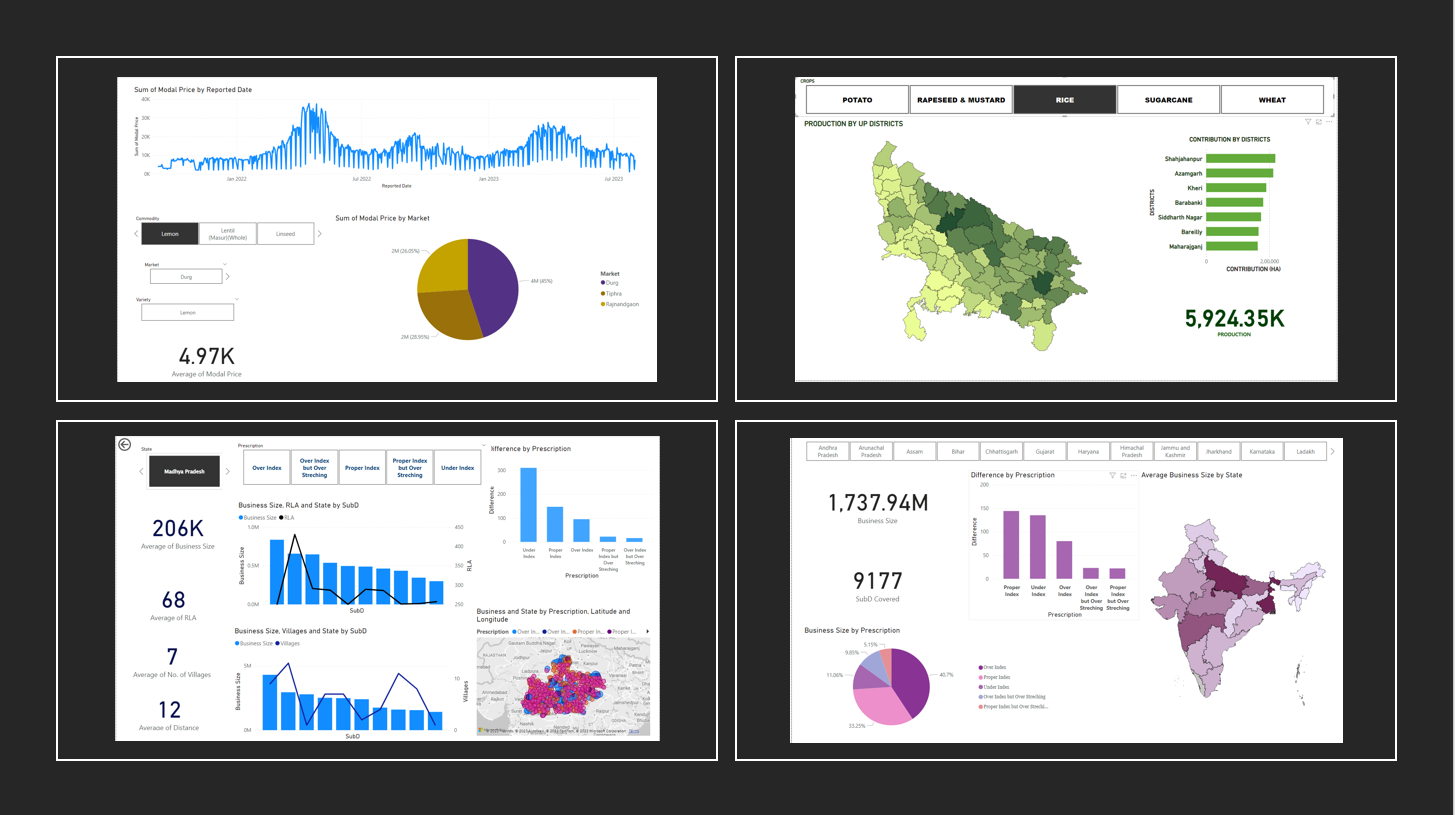 Sum of Modal Price by Reported Date
40K
30K
20K
10K
0K
Sum of Modal Price
Jan 2022
Jul 2022
Jan 2023
Jul 2023
Reported Date
Commodity
Lemon
Lentil
(Masur)(Whole)
Linseed
Market
Durg
Variety
Lemon
4.97K
Average of Modal Price
Sum of Modal Price by Market
2M (26.05%)
4M (45%)
2M (28.95%)
Market
Durg
Tiphra
Rajnandgaon
CROPS
POTATO
RAPESEED & MUSTARD
RICE
SUGARCANE
WHEAT
PRODUCTION BY UP DISTRICTS
CONTRIBUTION BY DISTRICTS
DISTRICTS
Shahjahanpur
Azamgarh
Kheri
Barabanki
Siddharth Nagar
Bareilly
Maharajganj
0
2,00,000
CONTRIBUTION (HA)
5,924.35K
PRODUCTION
State
Madhya Pradesh
Prescription
Over Index
Over Index
but Over
Streching
Proper Index
Proper Index
but Over
Streching
Under Index
206K
Average of Business Size
68
Average of RLA
7
Average of No. of Villages
12
Average of Distance
Business Size, RLA and State by SubD
Business Size
RLA
1.0M
0.5M
0.0M
Business Size
450
400
350
300
250
RLA
SubD
Business Size, Villages and State by SubD
Business Size
Villages
5M
0M
Business Size
10
0
Villages
SubD
ifference by Prescription
300
200
100
0
Difference
Under
Index
Proper
Index
Over Index
Proper
Index but
Over
Streching
Over Index
but Over
Streching
Prescription
Business and State by Prescription, Latitude and
Longitude
Prescription
Over In...
Over In...
Proper In...
Proper I...
Andhra
Pradesh
Arunachal
Pradesh
Assam
Bihar
Chhattisgarh
Gujarat
Haryana
Himachal
Pradesh
Jammu and
Kashmir
Jharkhand
Karnataka
Ladakh
1,737.94M
Business Size
9177
SubD Covered
Difference by Prescription
200
150
100
50
0
Difference
Proper
Index
Under
Index
Over
Index
Over
Index
but Over
Streching
Proper
Index
but Over
Streching
Prescription
Average Business Size by State
Business Size by Prescription
5.15%
9.85%
11.06%
33.25%
40.7%
Over Index
Proper Index
Under Index
Over Index but Over Streching
Proper Index but Over Strechi...